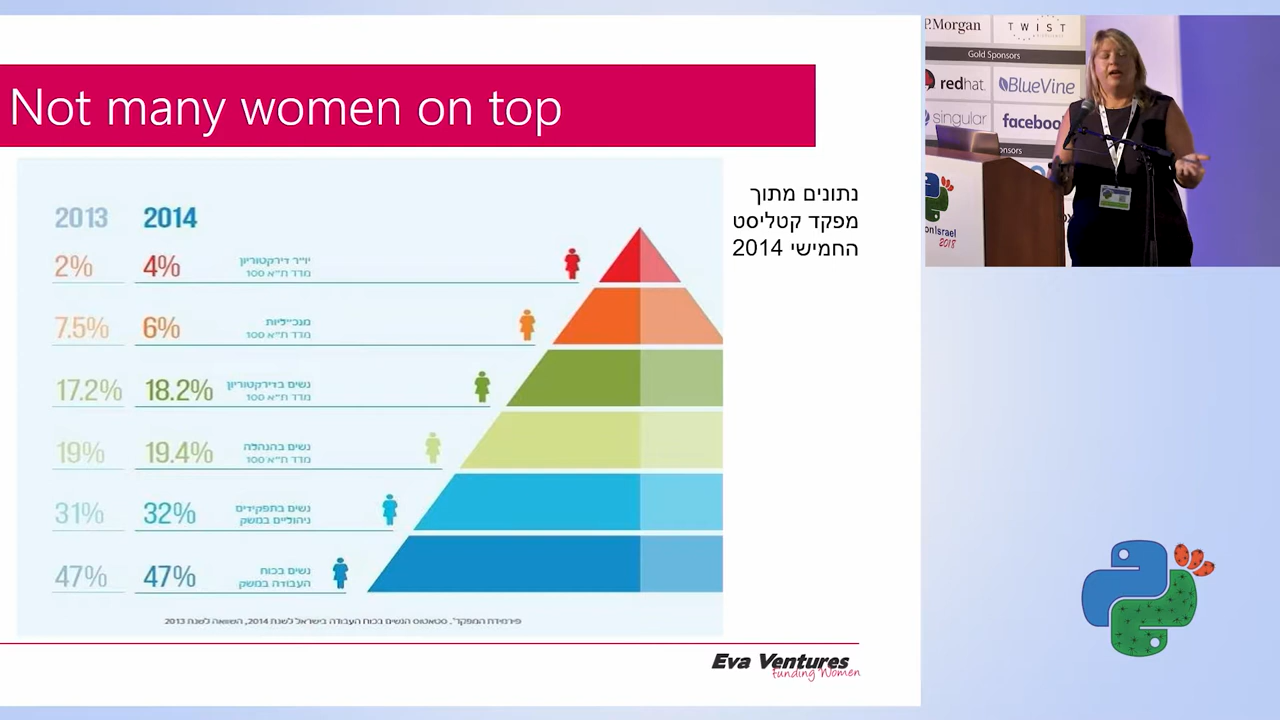 Not many women on top
נתונים מתוך
מפקד קטליסט
החמישי 2014
2013 2014
2% 4% יו״ר דירקטוריון
מדד ת״א 100
7.5% 6% מנכ״ליות
מדד ת״א 100
17.2% 18.2% נשים בדירקטוריון
מדד ת״א 100
19% 19.4% נשים בהנהלה
מדד ת״א 100
31% 32% נשים בתפקידים
ניהוליים במשק
47% 47% נשים בכוח
העבודה במשק
פירמידת המפקד", סטאטוס הנשים בכוח העבודה בישראל לשנת 2014, השוואה לשנת 2013
Eva Ventures
funding Women
P.Morgan TWIST
Gold Sponsors
redhat. BlueVine
singular faceboo
onsors
onIsrael
2018